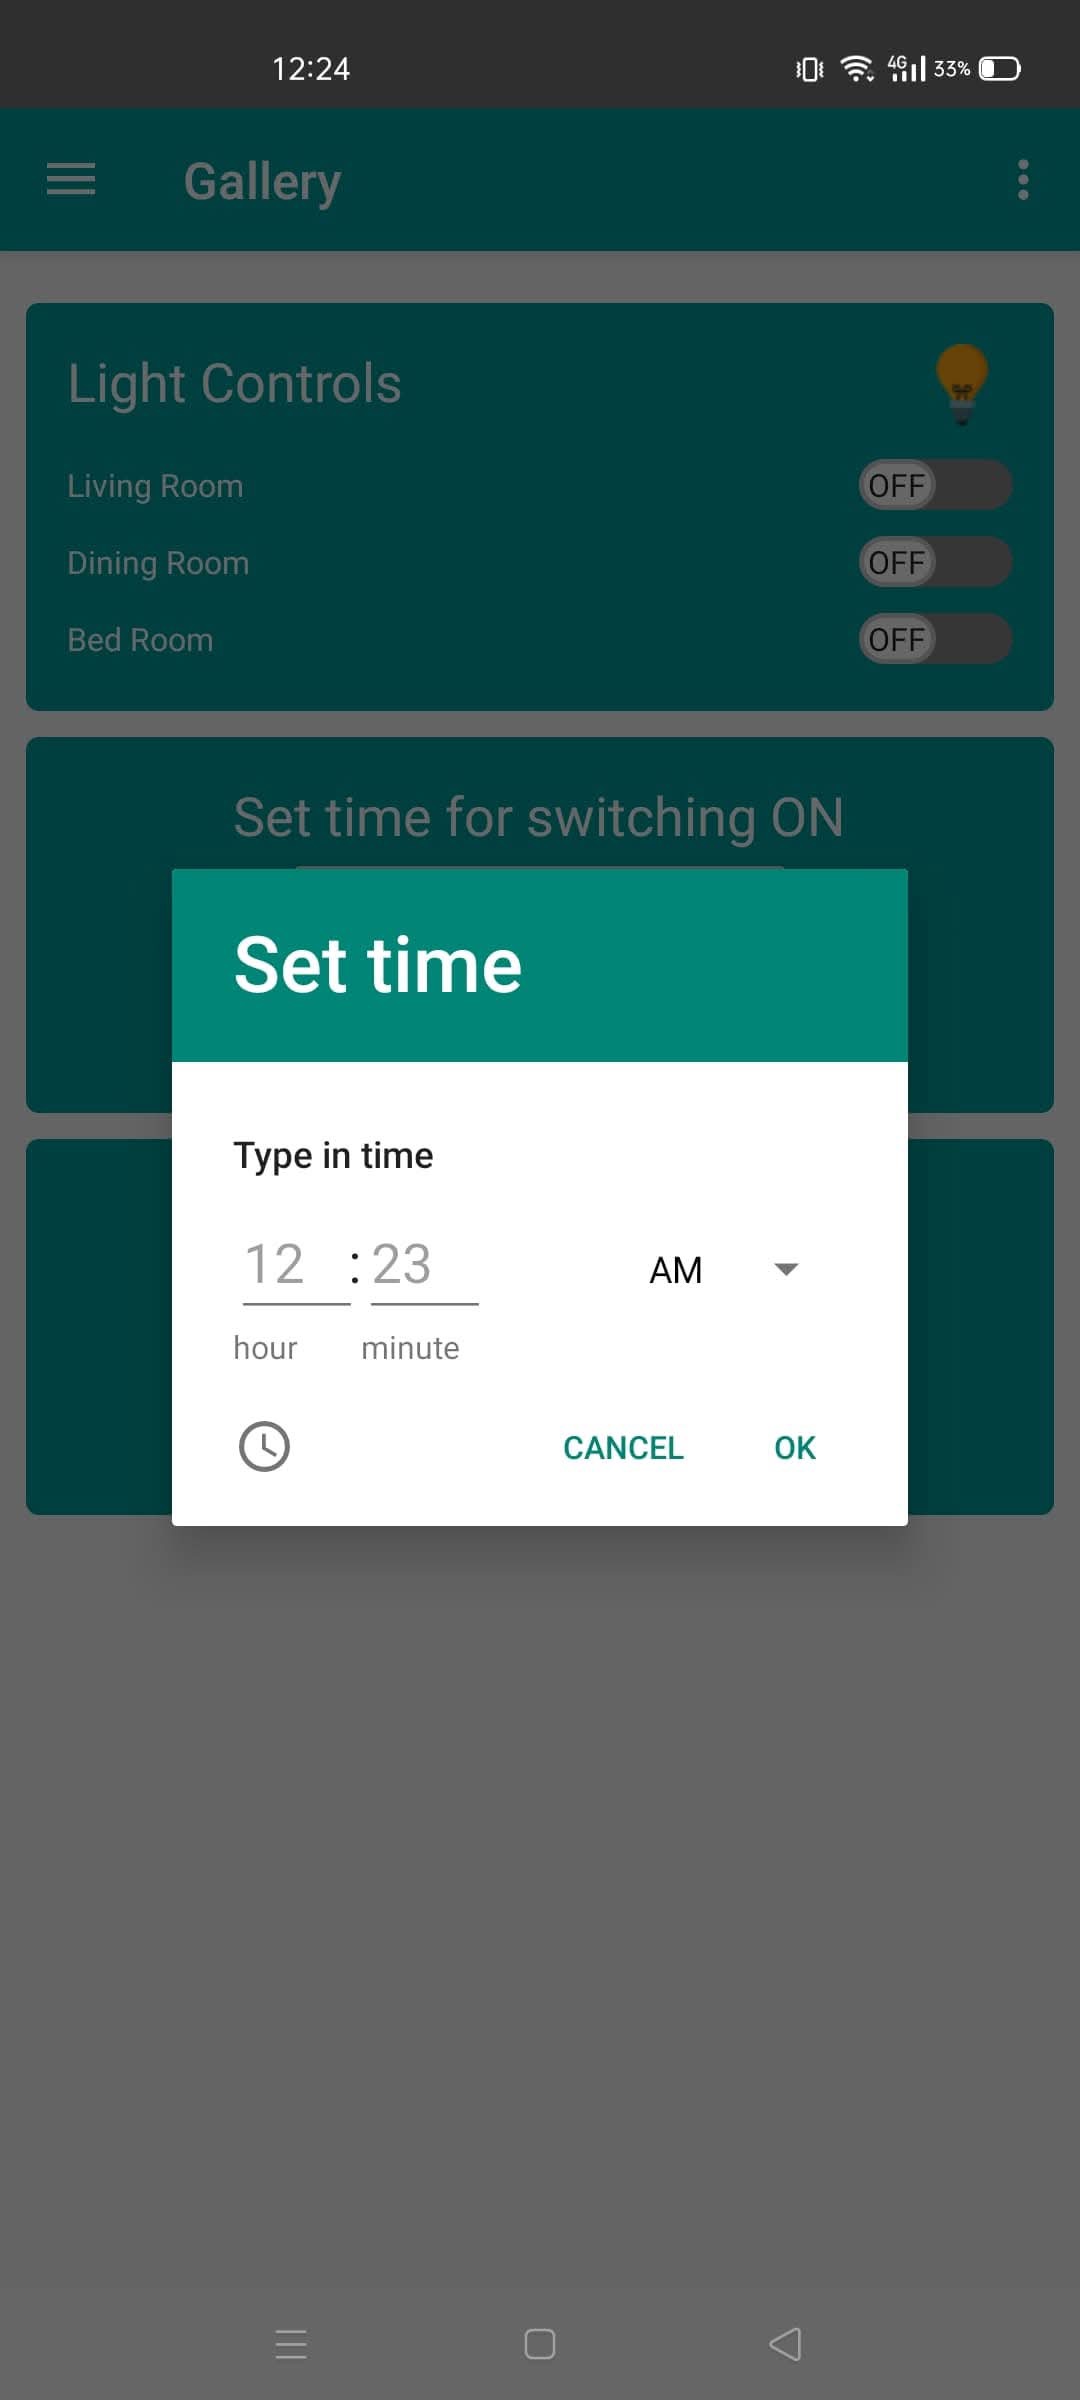 12:24 4G 33%
Gallery
Light Controls
Living Room OFF
Dining Room OFF
Bed Room OFF
Set time for switching ON
Set time
Type in time
12 : 23 AM
hour minute
CANCEL OK